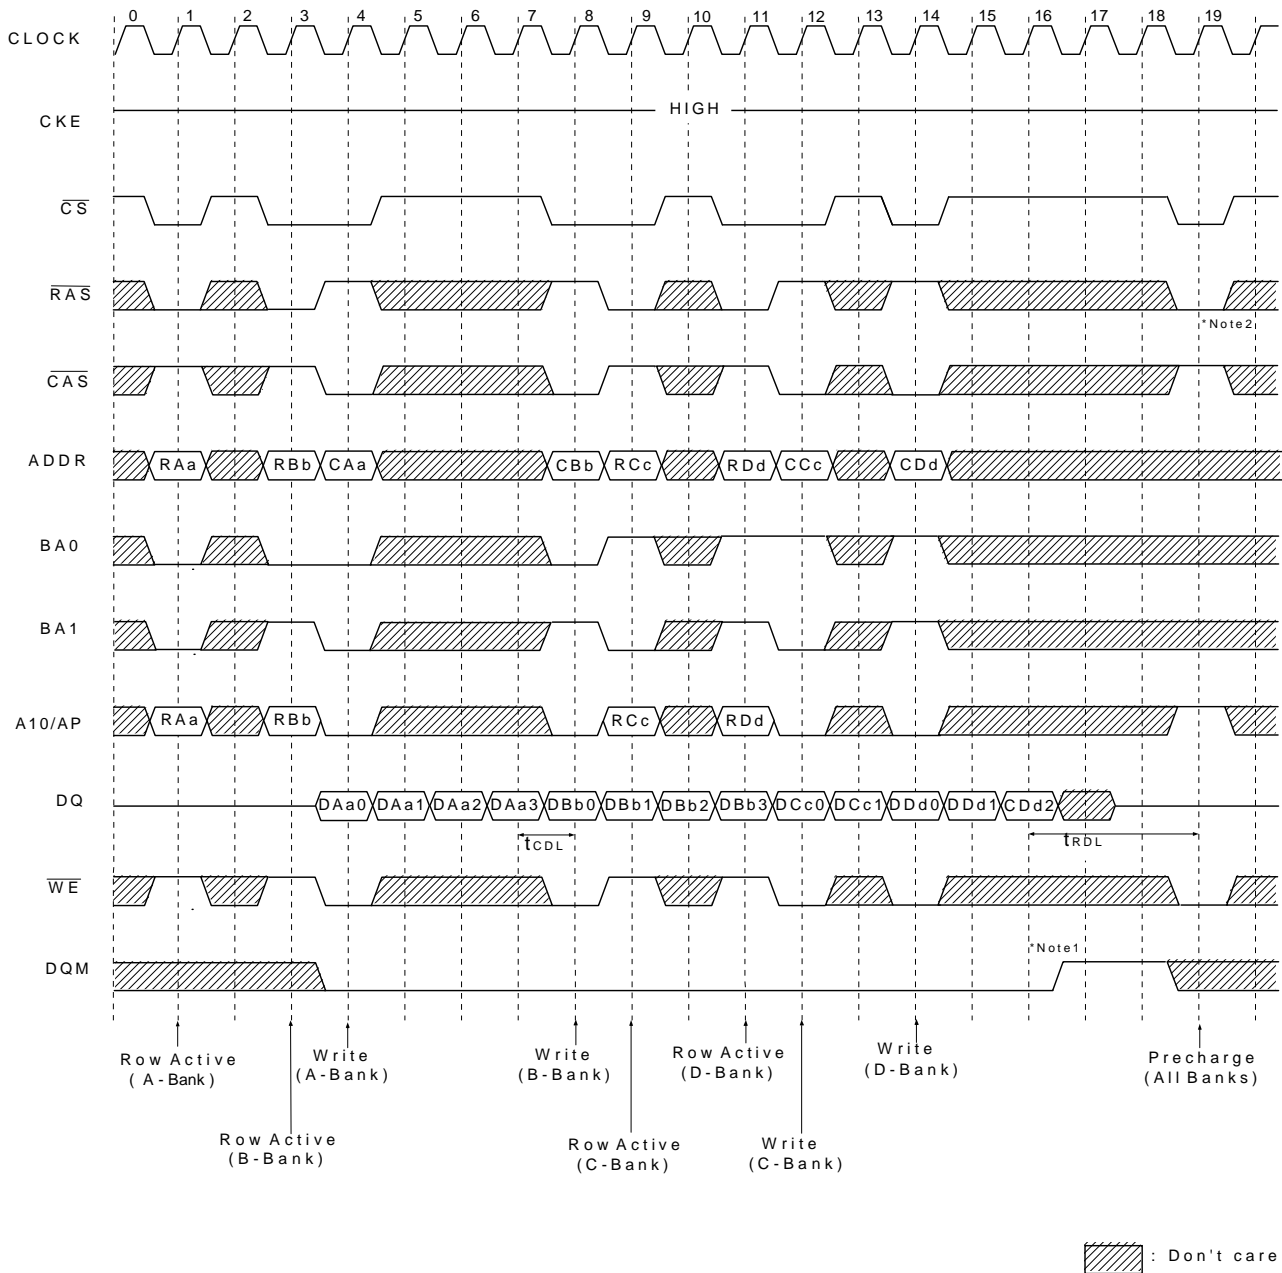 0 1 2 3 4 5 6 7 8 9 10 11 12 13 14 15 16 17 18 19
CLOCK
CKE
HIGH
CS
RAS
*Note2
CAS
ADDR
RAa RBb CAa CBb RCc RDd CCc CDd
BA0
BA1
A10/AP
RAa RBb RCc RDd
DQ
DAa0 DAa1 DAa2 DAa3 DBb0 DBb1 DBb2 DBb3 DCc0 DCc1 DDd0 DDd1 CDd2
tCDL
tRDL
WE
*Note1
DQM
Row Active
(A-Bank)
Write
(A-Bank)
Write
(B-Bank)
Row Active
(D-Bank)
Write
(D-Bank)
Precharge
(All Banks)
Row Active
(B-Bank)
Row Active
(C-Bank)
Write
(C-Bank)
: Don't care